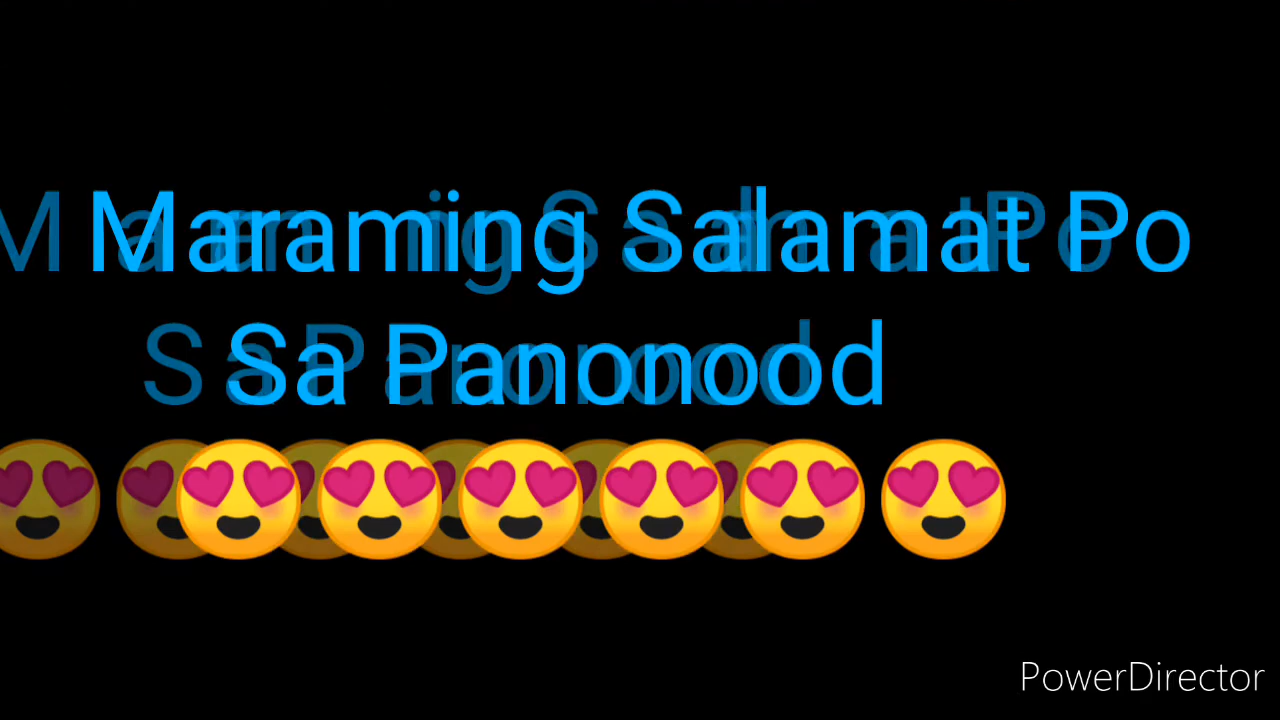 Maraming Salamat Po
Sa Panonood
😍😍😍😍😍😍
PowerDirector